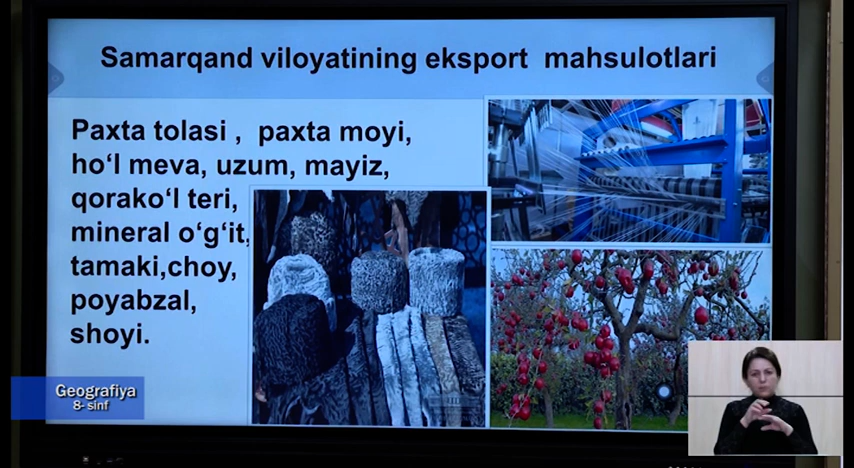 Samarqand viloyatining eksport mahsulotlari
Paxta tolasi , paxta moyi,
ho‘l meva, uzum, mayiz,
qorako‘l teri,
mineral o‘g‘it,
tamaki,choy,
poyabzal,
shoyi.
Geografiya
8- sinf